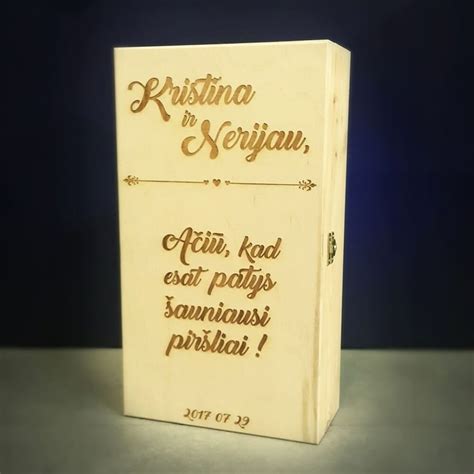 Kristina
ir
Nerijau,
Ačiū, kad
esat patys
šauniausi
piršliai !
2017 07 29